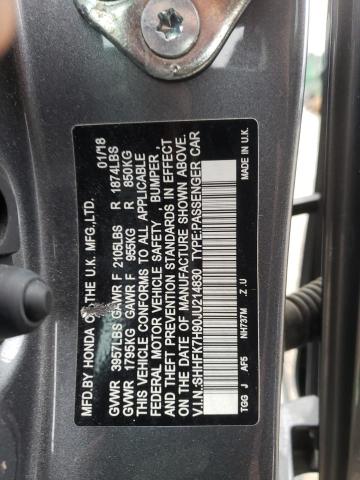 MFD.BY HONDA OF THE U.K. MFG.,LTD. 01/18
GVWR 3957LBS GAWR F 2105LBS R 1874LBS
GVWR 1795KG GAWR F 955KG R 850KG
THIS VEHICLE CONFORMS TO ALL APPLICABLE
FEDERAL MOTOR VEHICLE SAFETY , BUMPER,
AND THEFT PREVENTION STANDARDS IN EFFECT
ON THE DATE OF MANUFACTURE SHOWN ABOVE.
V.I.N.:SHHFK7H90JU214830 TYPE:PASSENGER CAR
NH737M .Z.U MADE IN U.K.
TGG J AF5